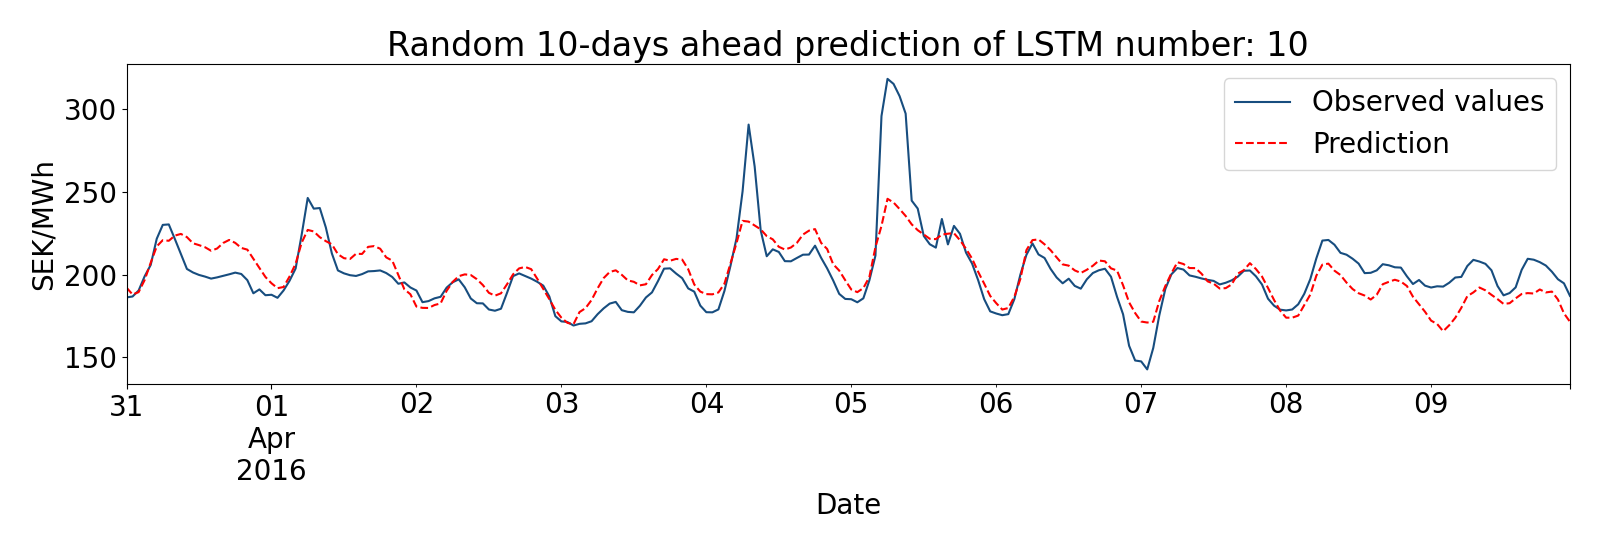 Random 10-days ahead prediction of LSTM number: 10
SEK/MWh
300
250
200
150
Observed values
Prediction
31
01
02
03
04
05
06
07
08
09
Apr
2016
Date